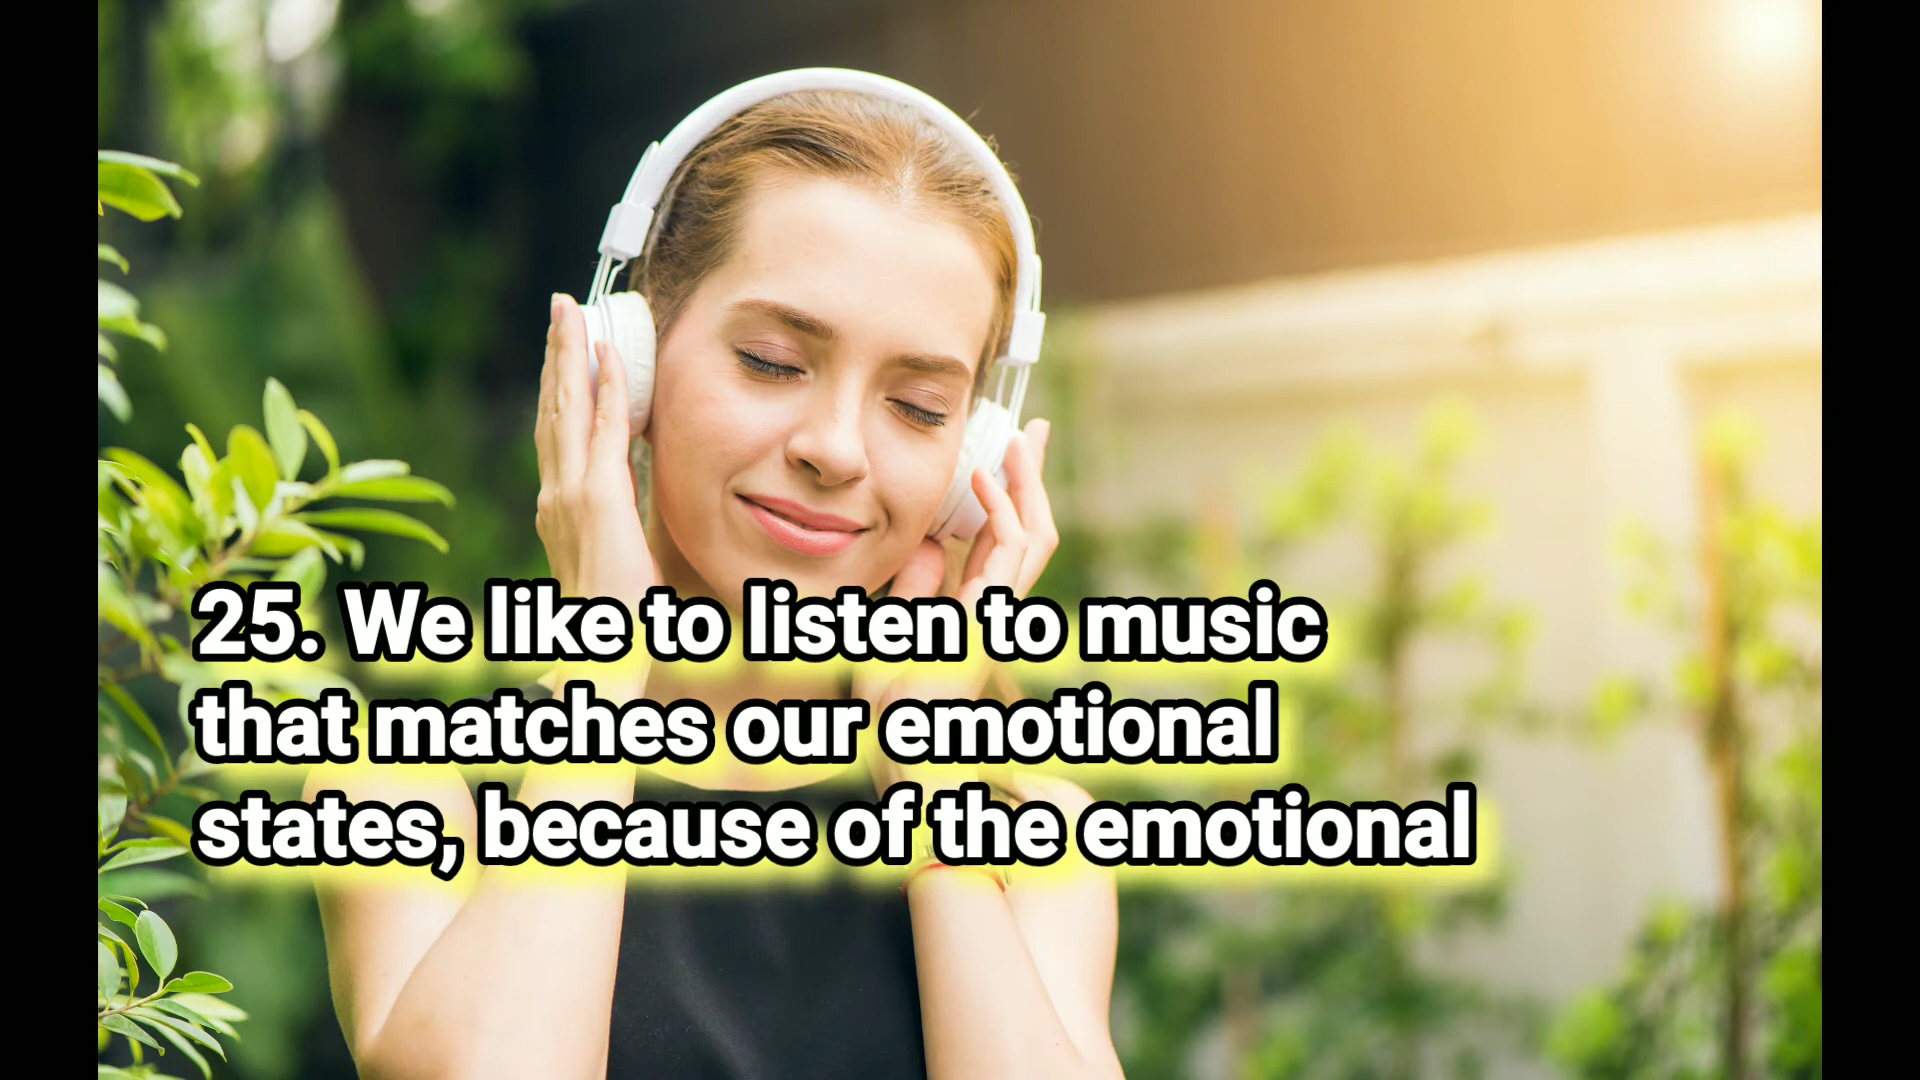 25. We like to listen to music
that matches our emotional
states, because of the emotional